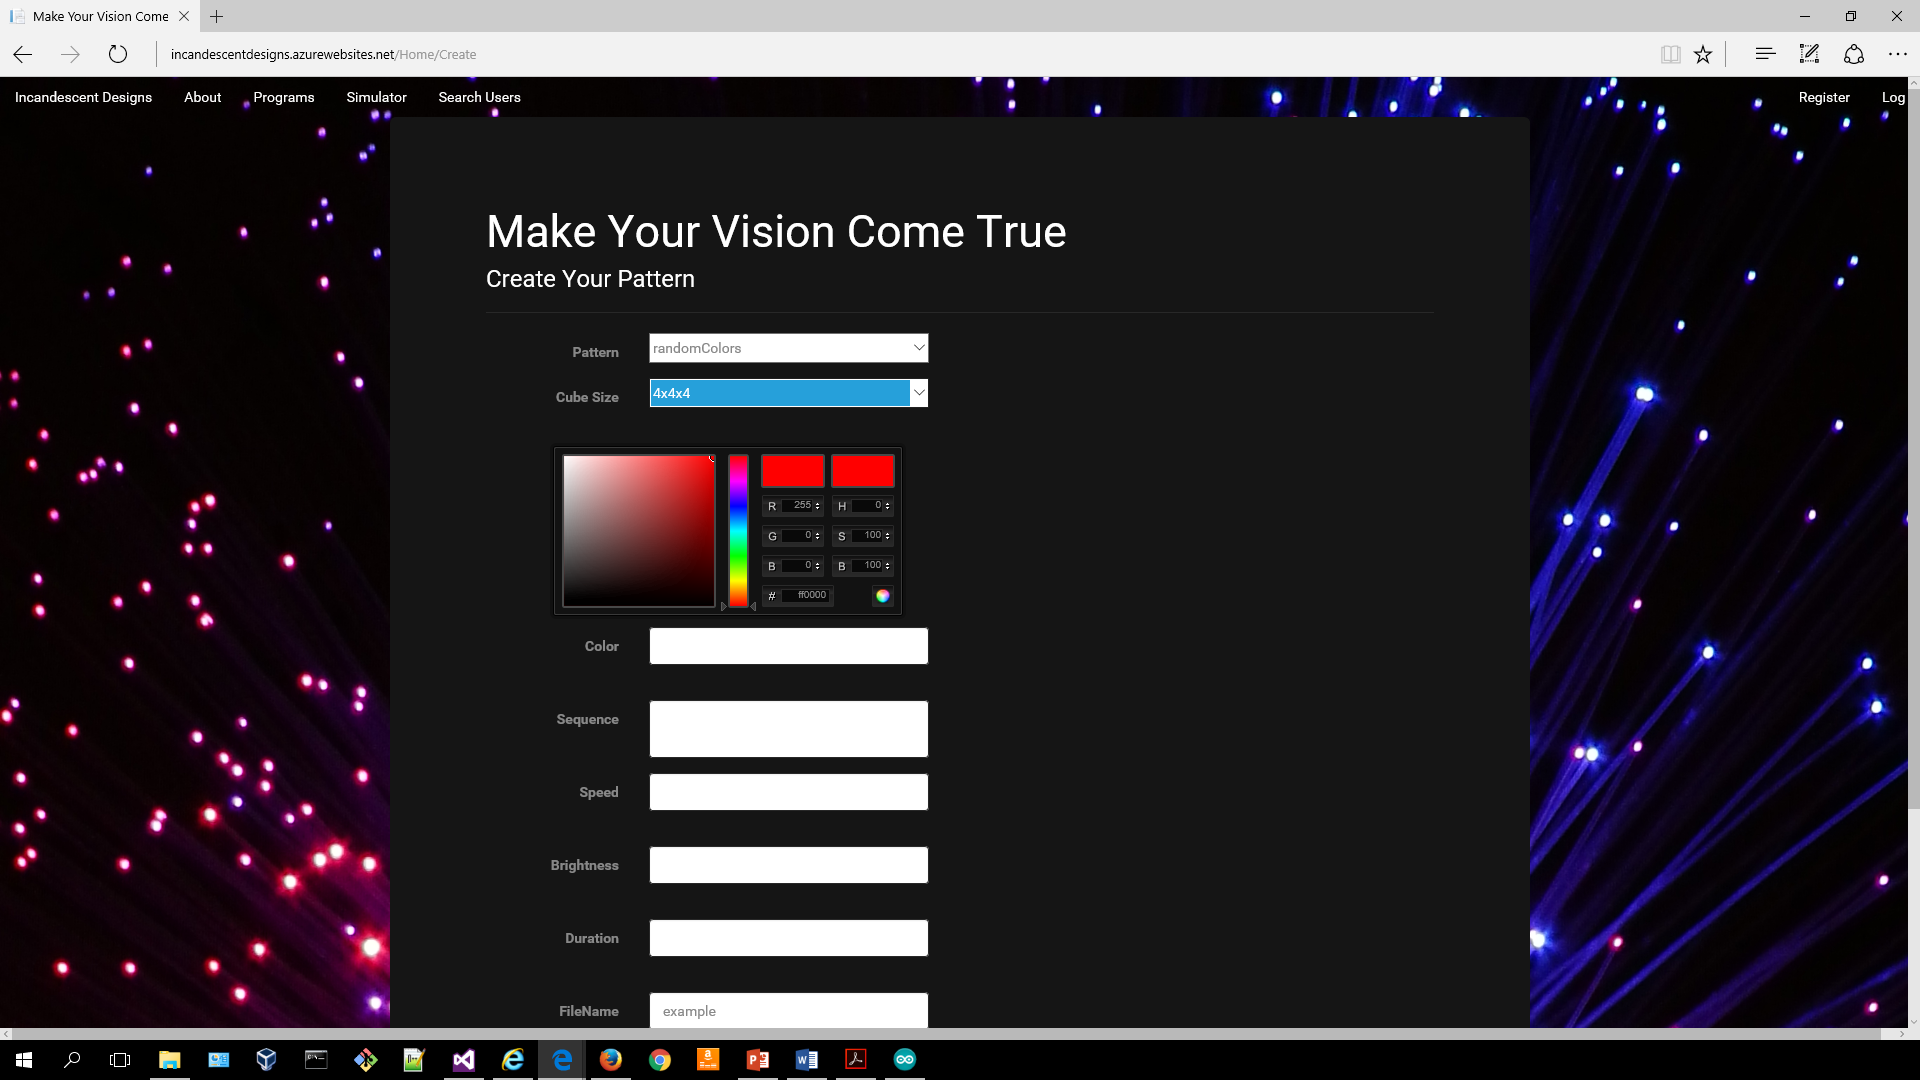 Make Your Vision Come
incandescentdesigns.azurewebsites.net/Home/Create
Incandescent Designs About Programs Simulator Search Users Register Log
Make Your Vision Come True
Create Your Pattern
Pattern randomColors
Cube Size 4x4x4
R 255 H 0
G 0 S 100
B 0 B 100
# ff0000
Color
Sequence
Speed
Brightness
Duration
FileName example